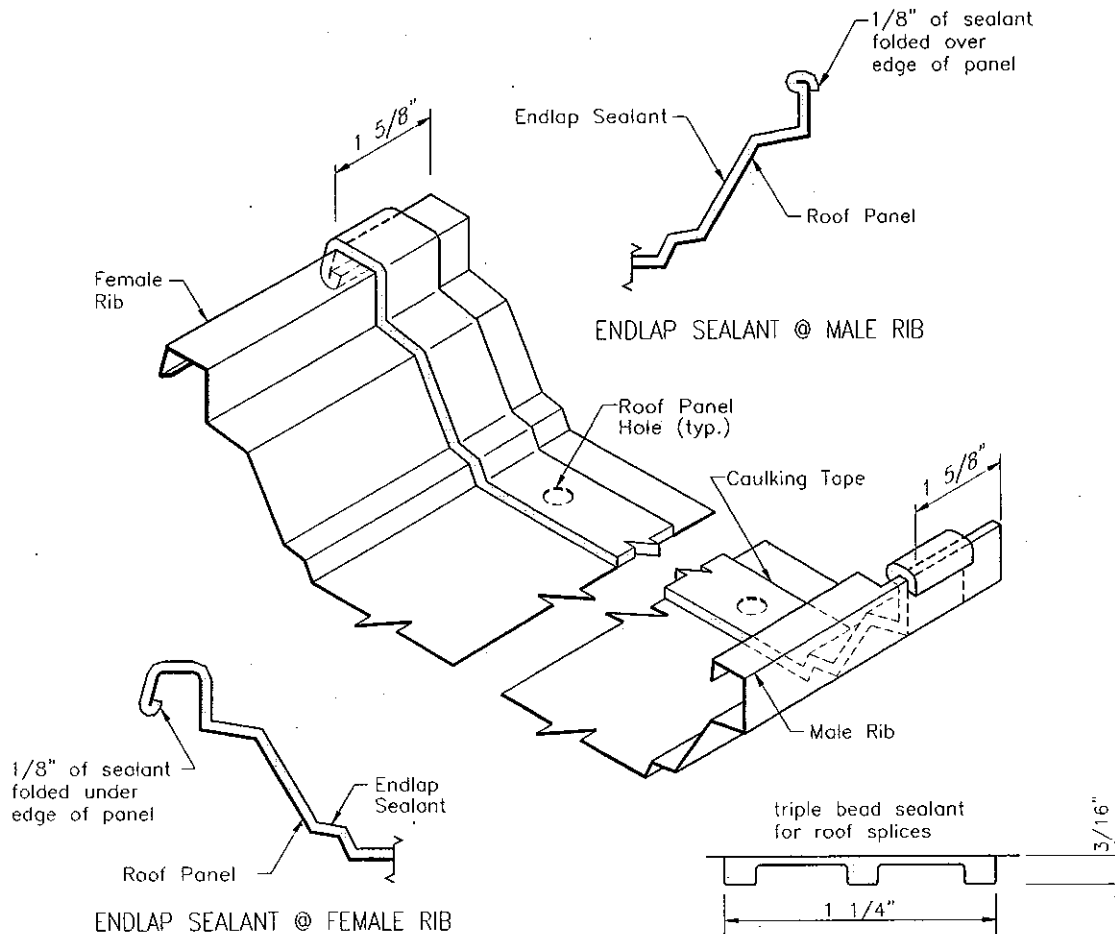 1/8" of sealant
folded over
edge of panel
1 5/8"
Endlap Sealant
Roof Panel
Female
Rib
ENDLAP SEALANT @ MALE RIB
Roof Panel
Hole (typ.)
Caulking Tape
1 5/8"
Male Rib
1/8" of sealant
folded under
edge of panel
Endlap
Sealant
Roof Panel
ENDLAP SEALANT @ FEMALE RIB
triple bead sealant
for roof splices
3/16"
1 1/4"